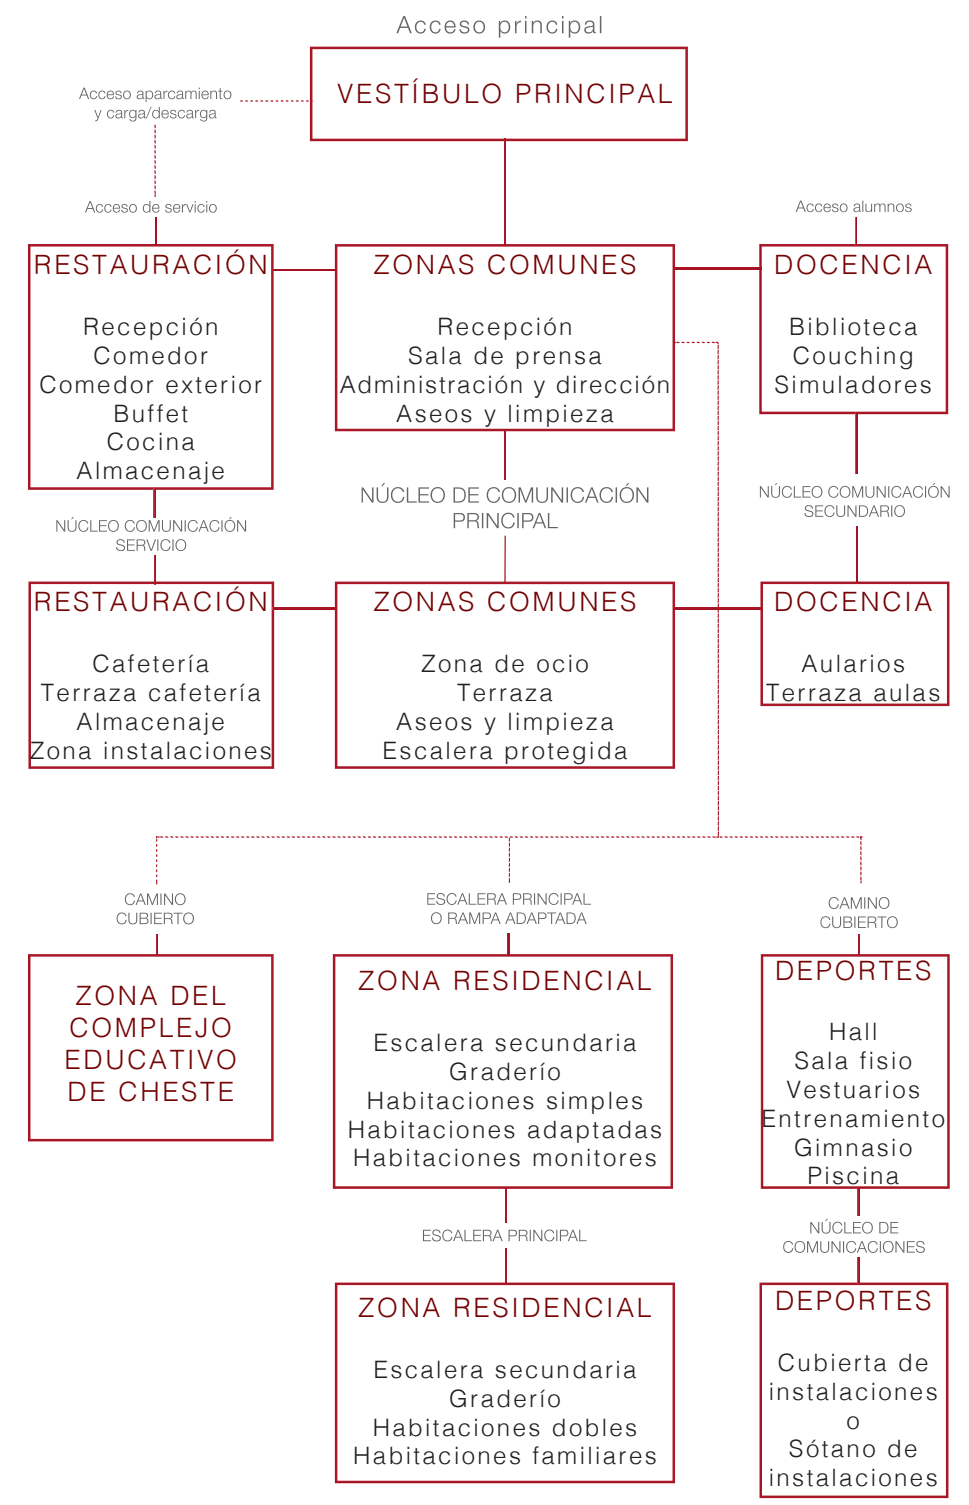 Acceso principal
VESTÍBULO PRINCIPAL
Acceso aparcamiento
y carga/descarga
Acceso de servicio
Acceso alumnos
RESTAURACIÓN
Recepción
Comedor
Comedor exterior
Buffet
Cocina
Almacenaje
ZONAS COMUNES
Recepción
Sala de prensa
Administración y dirección
Aseos y limpieza
DOCENCIA
Biblioteca
Couching
Simuladores
NÚCLEO COMUNICACIÓN
SERVICIO
NÚCLEO DE COMUNICACIÓN
PRINCIPAL
NÚCLEO COMUNICACIÓN
SECUNDARIO
RESTAURACIÓN
Cafetería
Terraza cafetería
Almacenaje
Zona instalaciones
ZONAS COMUNES
Zona de ocio
Terraza
Aseos y limpieza
Escalera protegida
DOCENCIA
Aularios
Terraza aulas
CAMINO
CUBIERTO
ESCALERA PRINCIPAL
O RAMPA ADAPTADA
CAMINO
CUBIERTO
ZONA DEL
COMPLEJO
EDUCATIVO
DE CHESTE
ZONA RESIDENCIAL
Escalera secundaria
Graderío
Habitaciones simples
Habitaciones adaptadas
Habitaciones monitores
DEPORTES
Hall
Sala fisio
Vestuarios
Entrenamiento
Gimnasio
Piscina
ESCALERA PRINCIPAL
NÚCLEO DE
COMUNICACIONES
ZONA RESIDENCIAL
Escalera secundaria
Graderío
Habitaciones dobles
Habitaciones familiares
DEPORTES
Cubierta de
instalaciones
o
Sótano de
instalaciones